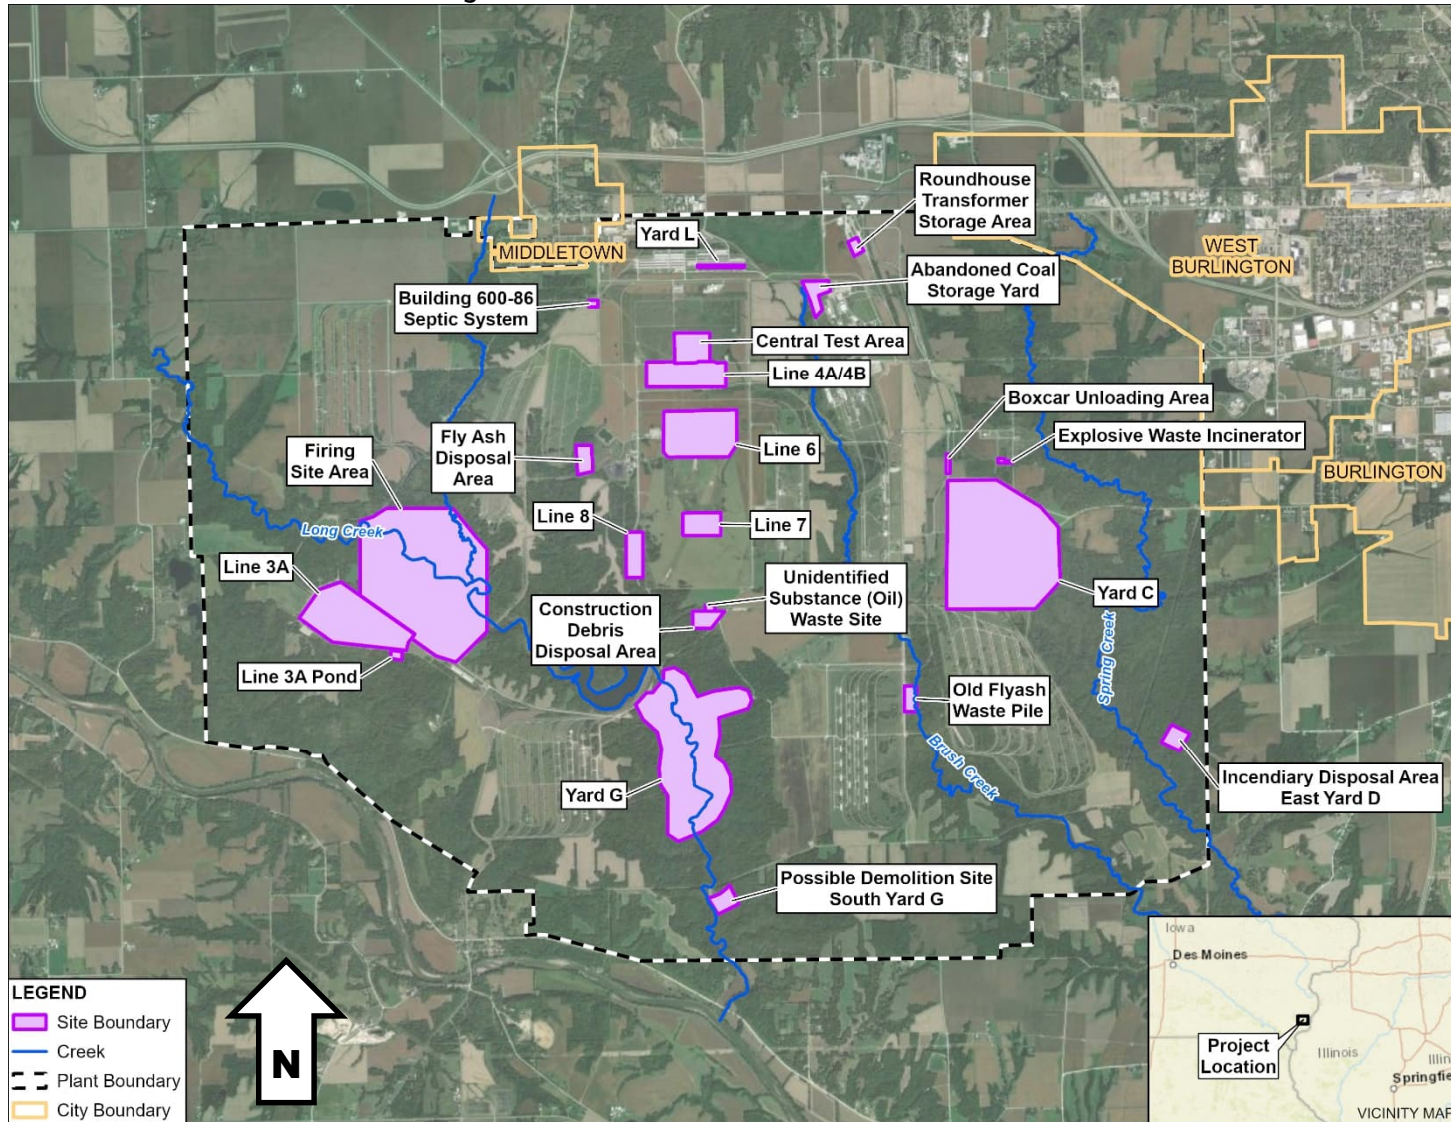 Roundhouse
Transformer
Storage Area
Yard L
MIDDLETOWN
WEST
BURLINGTON
Abandoned Coal
Storage Yard
Building 600-86
Septic System
Central Test Area
Line 4A/4B
Boxcar Unloading Area
Explosive Waste Incinerator
Firing
Site Area
Fly Ash
Disposal
Area
Line 6
BURLINGTON
Long Creek
Line 8
Line 7
Line 3A
Unidentified
Substance (Oil)
Waste Site
Yard C
Construction
Debris
Disposal Area
Line 3A Pond
Spring Creek
Old Flyash
Waste Pile
Brush Creek
Incendiary Disposal Area
East Yard D
Yard G
Possible Demolition Site
South Yard G
LEGEND
Site Boundary
Creek
Plant Boundary
City Boundary
N
Iowa
Des Moines
Project
Location
Illinois
Illin
Springfie
VICINITY MAP